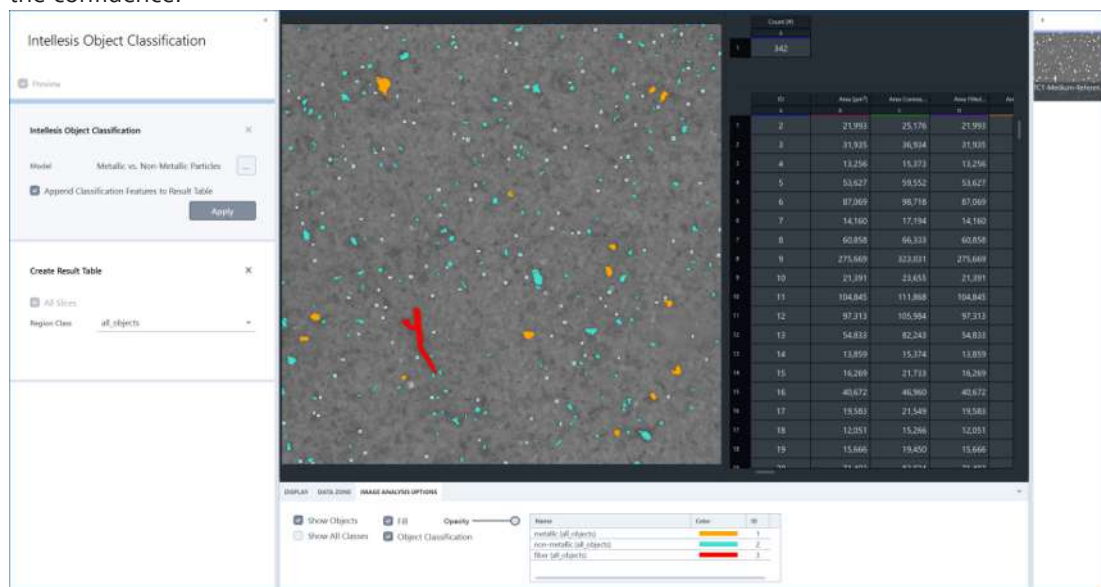 the confluence.
Intellesis Object Classification
Preview
Intellesis Object Classification
Model Metallic vs. Non-Metallic Particles ...
Append Classification Features to Result Table
Apply
Create Result Table
All Slices
Region Class all_objects
Count [#]
1 342
ID Area [µm²] Area Convex... Area Filled...
1 2 21,993 25,176 21,993
2 3 31,935 36,934 31,935
3 4 13,256 15,373 13,256
4 5 53,627 59,552 53,627
5 6 87,069 98,718 87,069
6 7 14,160 17,194 14,160
7 8 60,858 66,333 60,858
8 9 275,669 323,031 275,669
9 10 21,391 23,655 21,391
10 11 104,845 111,868 104,845
11 12 97,313 105,984 97,313
12 13 54,833 82,243 54,833
13 14 13,859 15,374 13,859
14 15 16,269 21,733 16,269
15 16 40,672 46,960 40,672
16 17 19,583 21,549 19,583
17 18 12,051 15,266 12,051
18 19 15,666 19,450 15,666
DISPLAY DATA ZONE IMAGE ANALYSIS OPTIONS
Show Objects Fill Opacity
Show All Classes Object Classification
Name Color ID
metallic (all_objects) 1
non-metallic (all_objects) 2
fiber (all_objects) 3